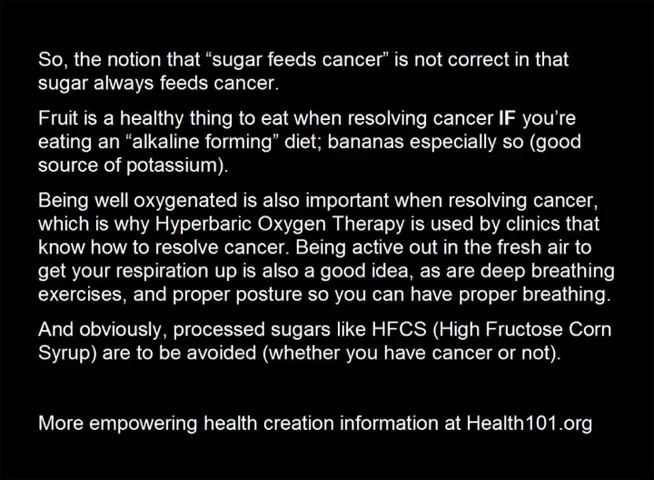 So, the notion that “sugar feeds cancer” is not correct in that
sugar always feeds cancer.
Fruit is a healthy thing to eat when resolving cancer IF you’re
eating an “alkaline forming” diet; bananas especially so (good
source of potassium).
Being well oxygenated is also important when resolving cancer,
which is why Hyperbaric Oxygen Therapy is used by clinics that
know how to resolve cancer. Being active out in the fresh air to
get your respiration up is also a good idea, as are deep breathing
exercises, and proper posture so you can have proper breathing.
And obviously, processed sugars like HFCS (High Fructose Corn
Syrup) are to be avoided (whether you have cancer or not).
More empowering health creation information at Health101.org